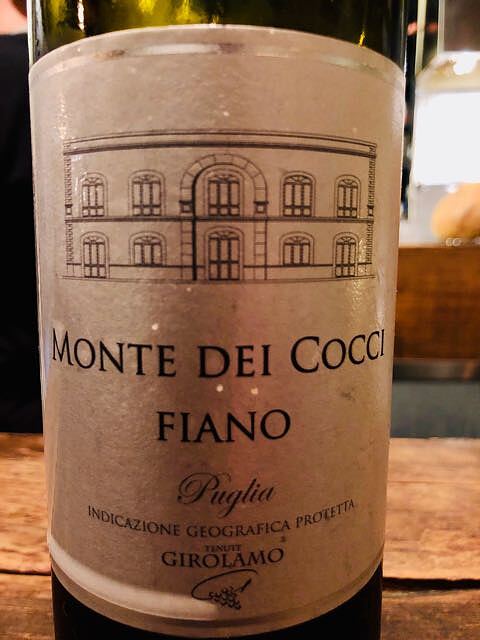 MONTE DEI COCCI
FIANO
Puglia
INDICAZIONE GEOGRAFICA PROTETTA
TENUTE
GIROLAMO